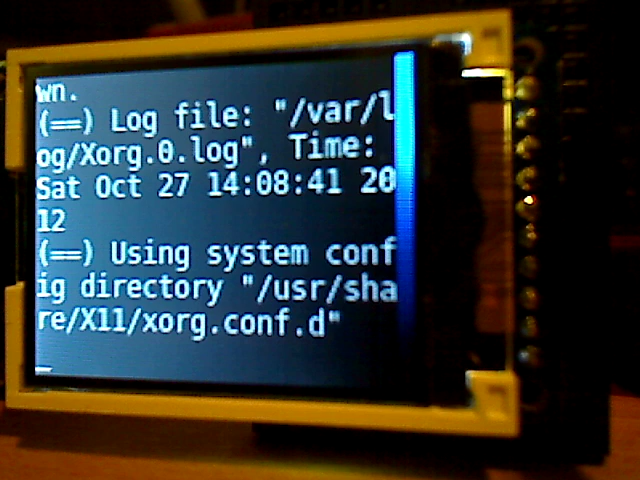 wn.
(==) Log file: "/var/l
og/Xorg.0.log", Time:
Sat Oct 27 14:08:41 20
12
(==) Using system conf
ig directory "/usr/sha
re/X11/xorg.conf.d"
_